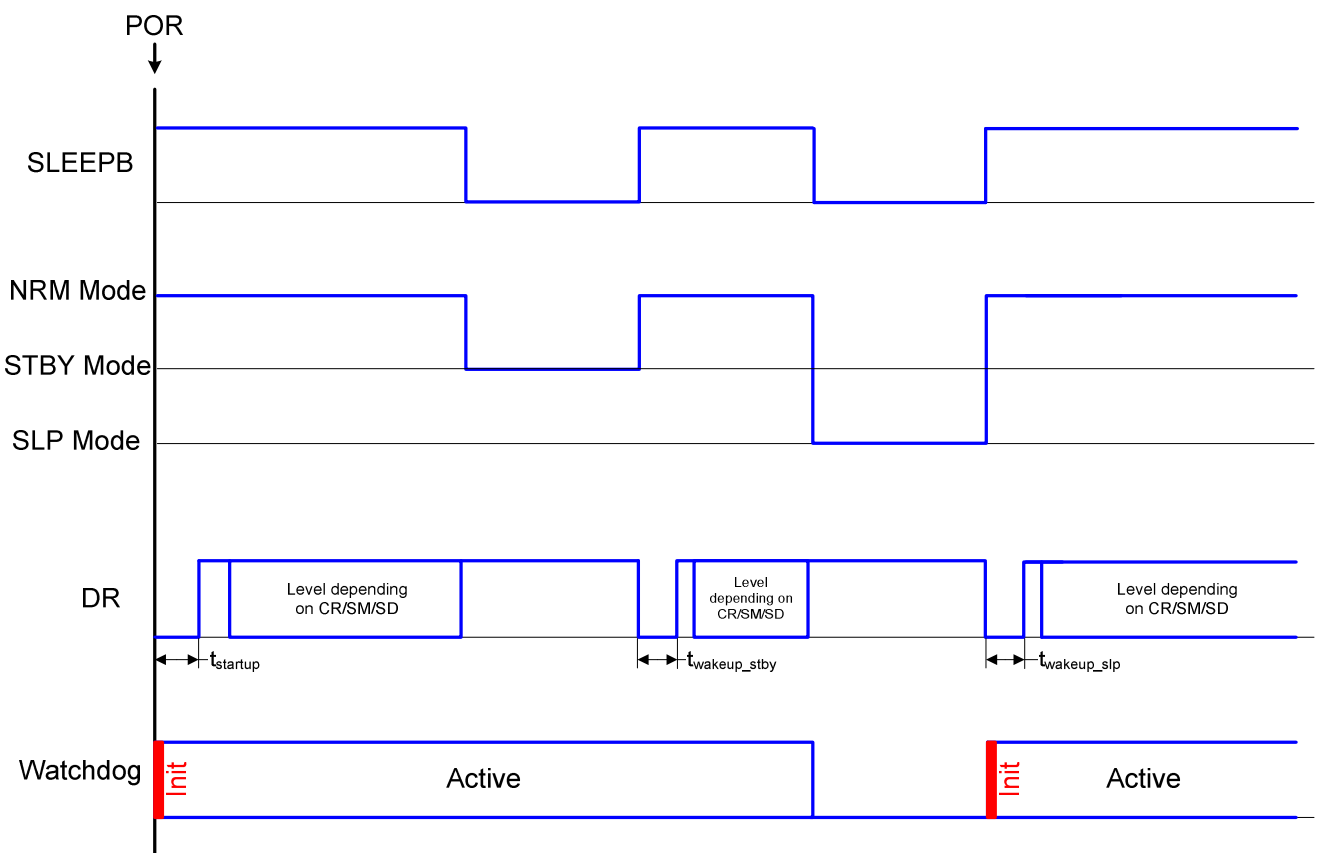 POR
SLEEPB
NRM Mode
STBY Mode
SLP Mode
DR
Level depending
on CR/SM/SD
Level
depending on
CR/SM/SD
Level depending
on CR/SM/SD
tstartup
twakeup_stby
twakeup_slp
Watchdog
Init
Active
Init
Active